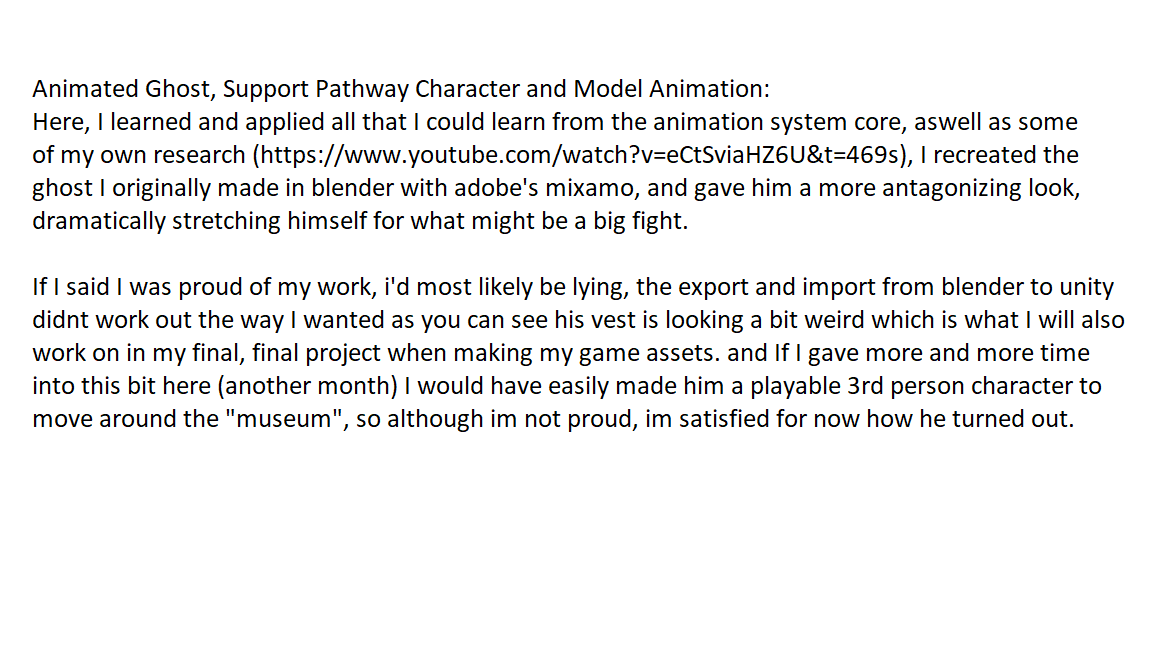 Animated Ghost, Support Pathway Character and Model Animation:
Here, I learned and applied all that I could learn from the animation system core, aswell as some
of my own research (https://www.youtube.com/watch?v=eCtSviaHZ6U&t=469s), I recreated the
ghost I originally made in blender with adobe's mixamo, and gave him a more antagonizing look,
dramatically stretching himself for what might be a big fight.
If I said I was proud of my work, i'd most likely be lying, the export and import from blender to unity
didnt work out the way I wanted as you can see his vest is looking a bit weird which is what I will also
work on in my final, final project when making my game assets. and If I gave more and more time
into this bit here (another month) I would have easily made him a playable 3rd person character to
move around the "museum", so although im not proud, im satisfied for now how he turned out.